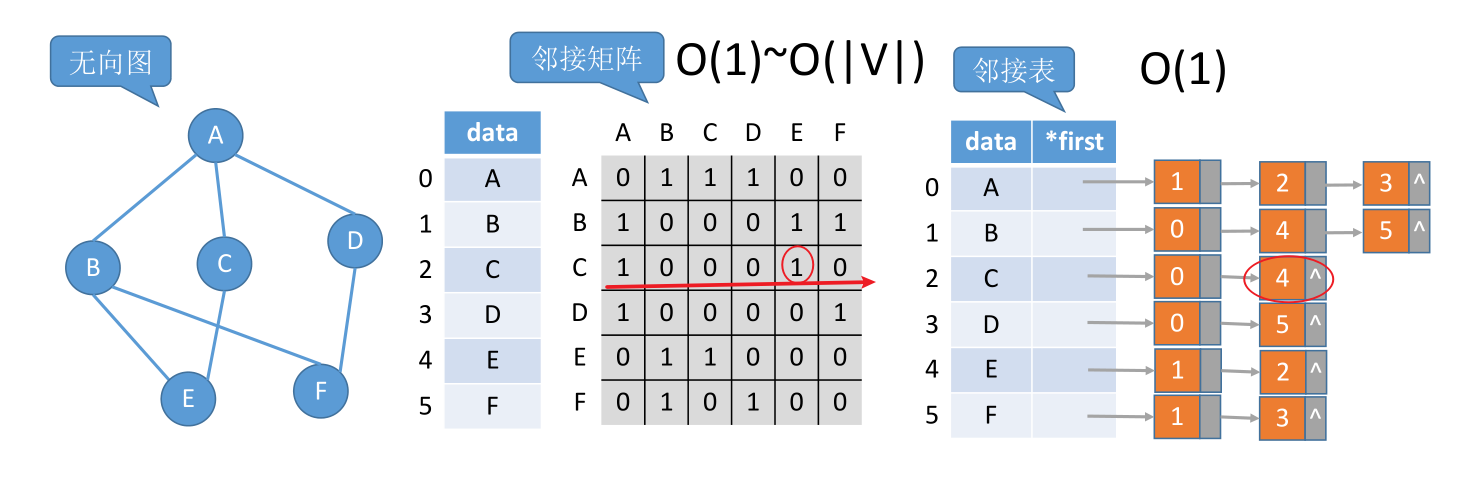 无向图
A
B
C
D
E
F
邻接矩阵
O(1)~O(|V|)
data
0 A
1 B
2 C
3 D
4 E
5 F
A B C D E F
A 0 1 1 1 0 0
B 1 0 0 0 1 1
C 1 0 0 0 1 0
D 1 0 0 0 0 1
E 0 1 1 0 0 0
F 0 1 0 1 0 0
邻接表
O(1)
data *first
0 A 1 2 3 ^
1 B 0 4 5 ^
2 C 0 4 ^
3 D 0 5 ^
4 E 1 2 ^
5 F 1 3 ^